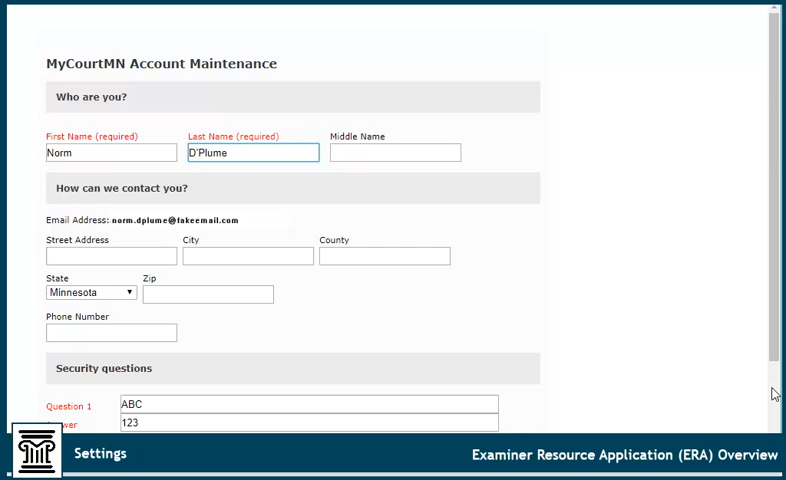 MyCourtMN Account Maintenance
Who are you?
First Name (required) Last Name (required) Middle Name
Norm D'Plume
How can we contact you?
Email Address: norm.dplume@fakeemail.com
Street Address City County
State Zip
Minnesota
Phone Number
Security questions
Question 1 ABC
Answer 123
Settings
Examiner Resource Application (ERA) Overview